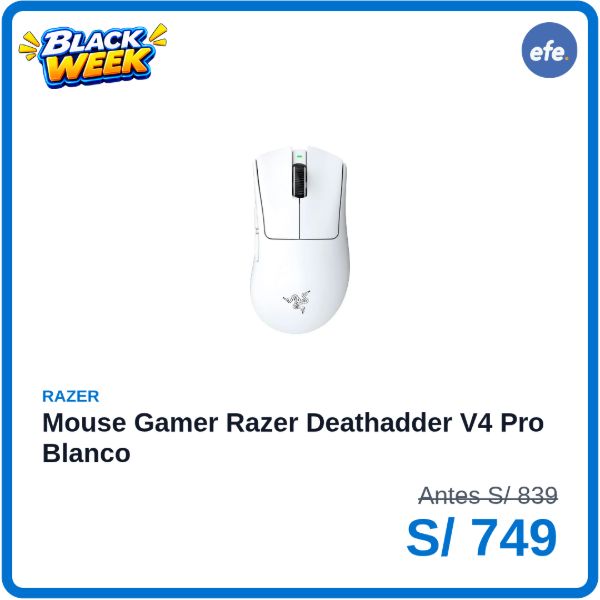 BLACK
WEEK
efe.
RAZER
Mouse Gamer Razer Deathadder V4 Pro
Blanco
Antes S/ 839
S/ 749